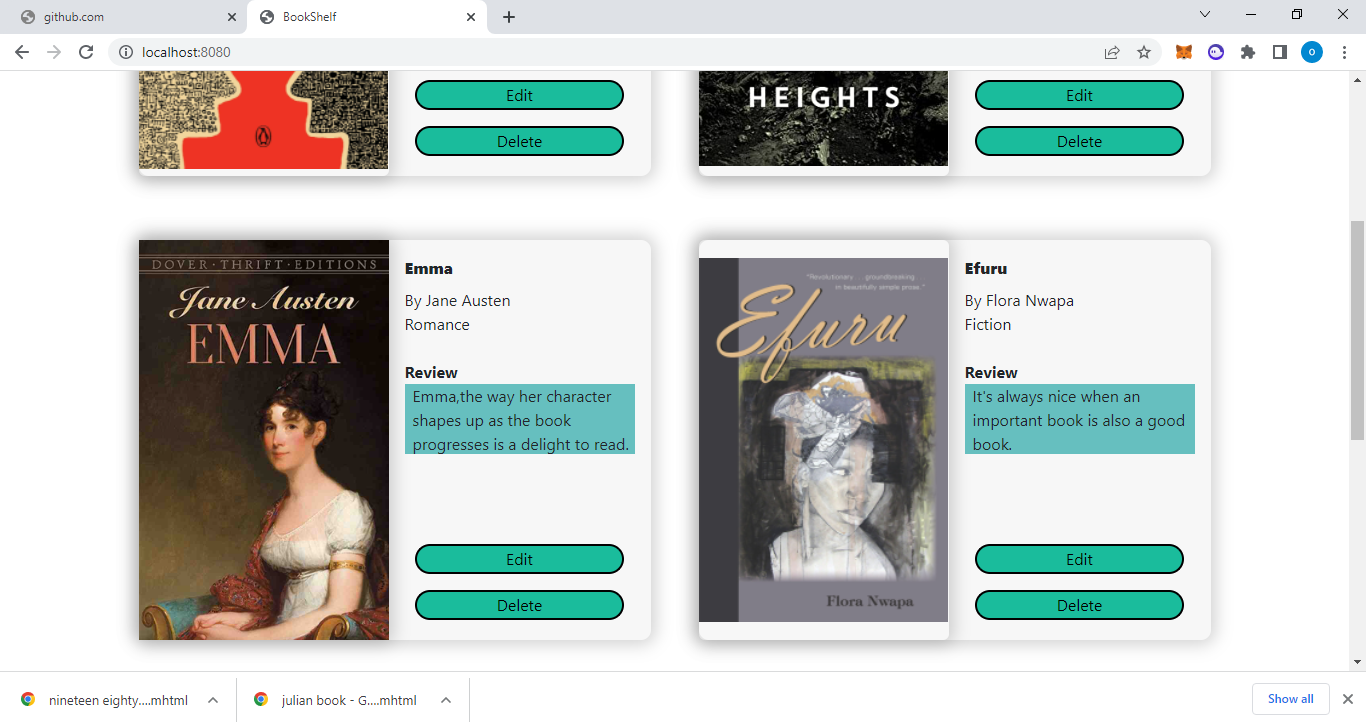 github.com
BookShelf
localhost:8080
O
Edit
Delete
HEIGHTS
Edit
Delete
DOVER · THRIFT · EDITIONS
Jane Austen
EMMA
Emma
By Jane Austen
Romance
Review
Emma,the way her character
shapes up as the book
progresses is a delight to read.
Edit
Delete
"Revolutionary . . . groundbreaking . . .
in beautifully simple prose."
Efuru
Flora Nwapa
Efuru
By Flora Nwapa
Fiction
Review
It's always nice when an
important book is also a good
book.
Edit
Delete
nineteen eighty....mhtml
julian book - G....mhtml
Show all